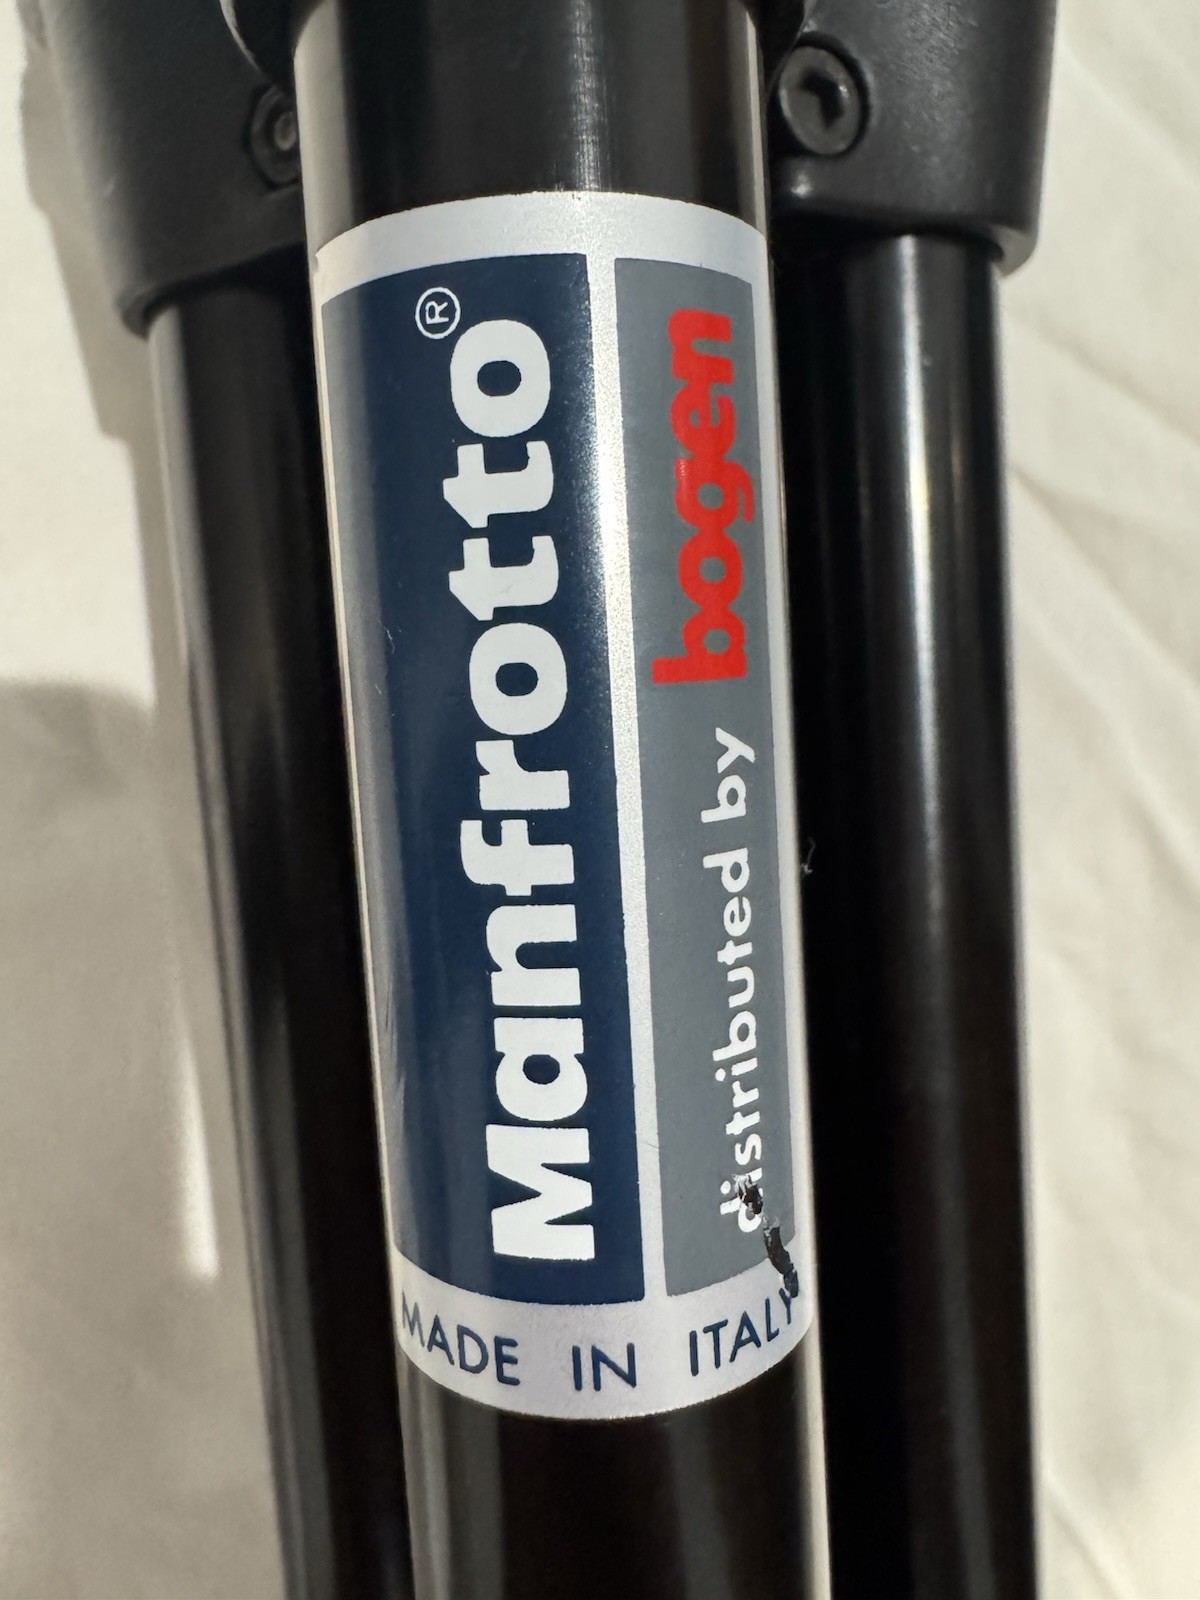 Manfrotto®
distributed by bogen
MADE IN ITALY